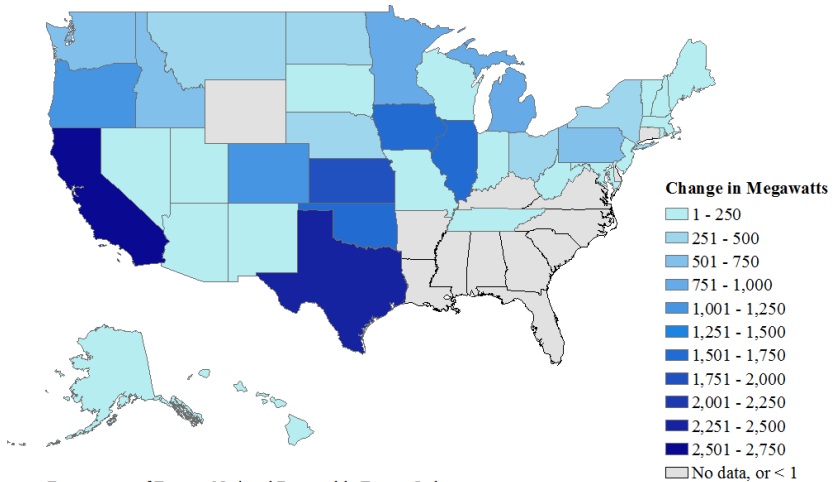 Change in Megawatts
1 - 250
251 - 500
501 - 750
751 - 1,000
1,001 - 1,250
1,251 - 1,500
1,501 - 1,750
1,751 - 2,000
2,001 - 2,250
2,251 - 2,500
2,501 - 2,750
No data, or < 1